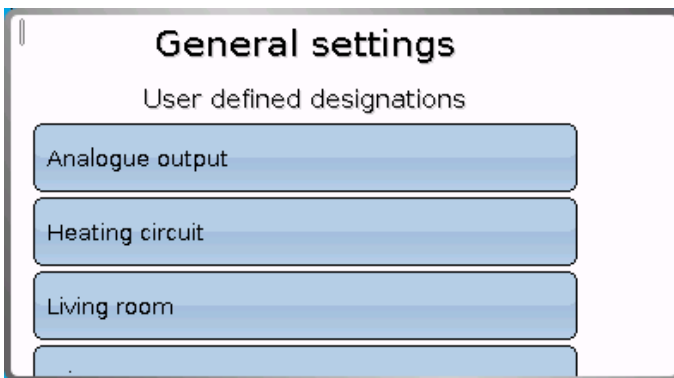 General settings
User defined designations
Analogue output
Heating circuit
Living room